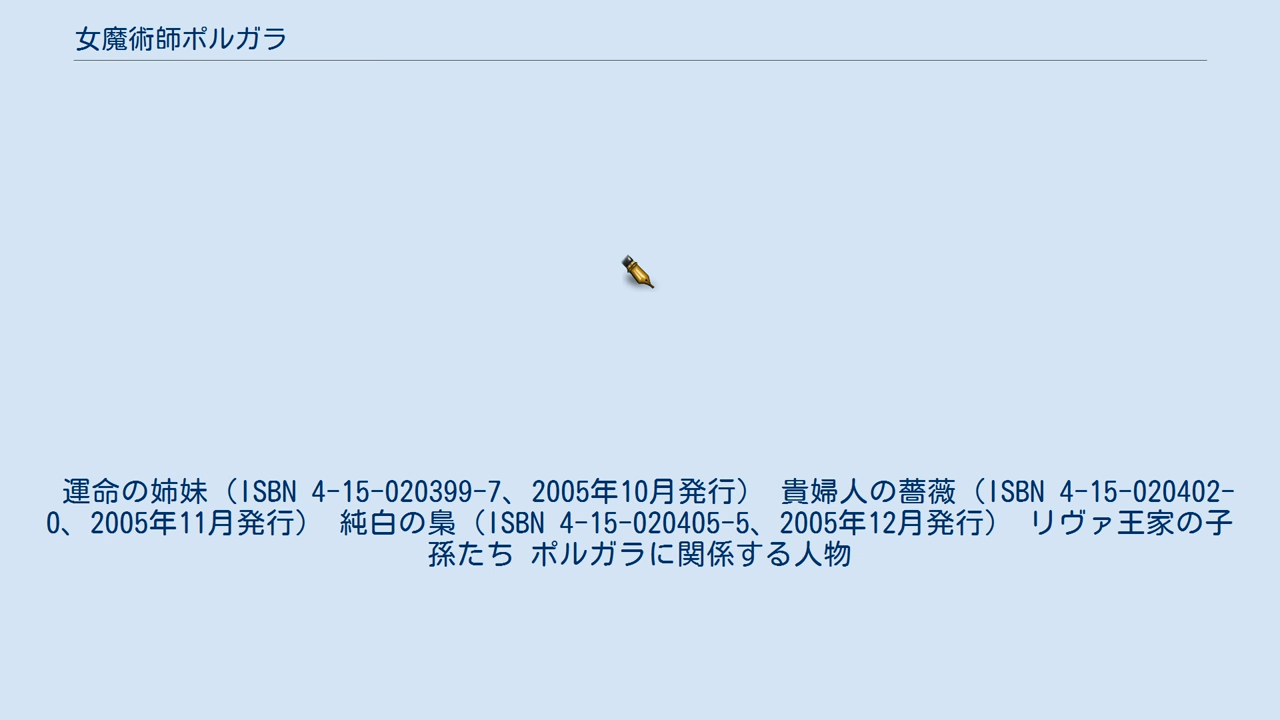 女魔術師ポルガラ
運命の姉妹（ISBN 4-15-020399-7、2005年10月発行） 貴婦人の薔薇（ISBN 4-15-020402-
0、2005年11月発行） 純白の梟（ISBN 4-15-020405-5、2005年12月発行） リヴァ王家の子
孫たち ポルガラに関係する人物